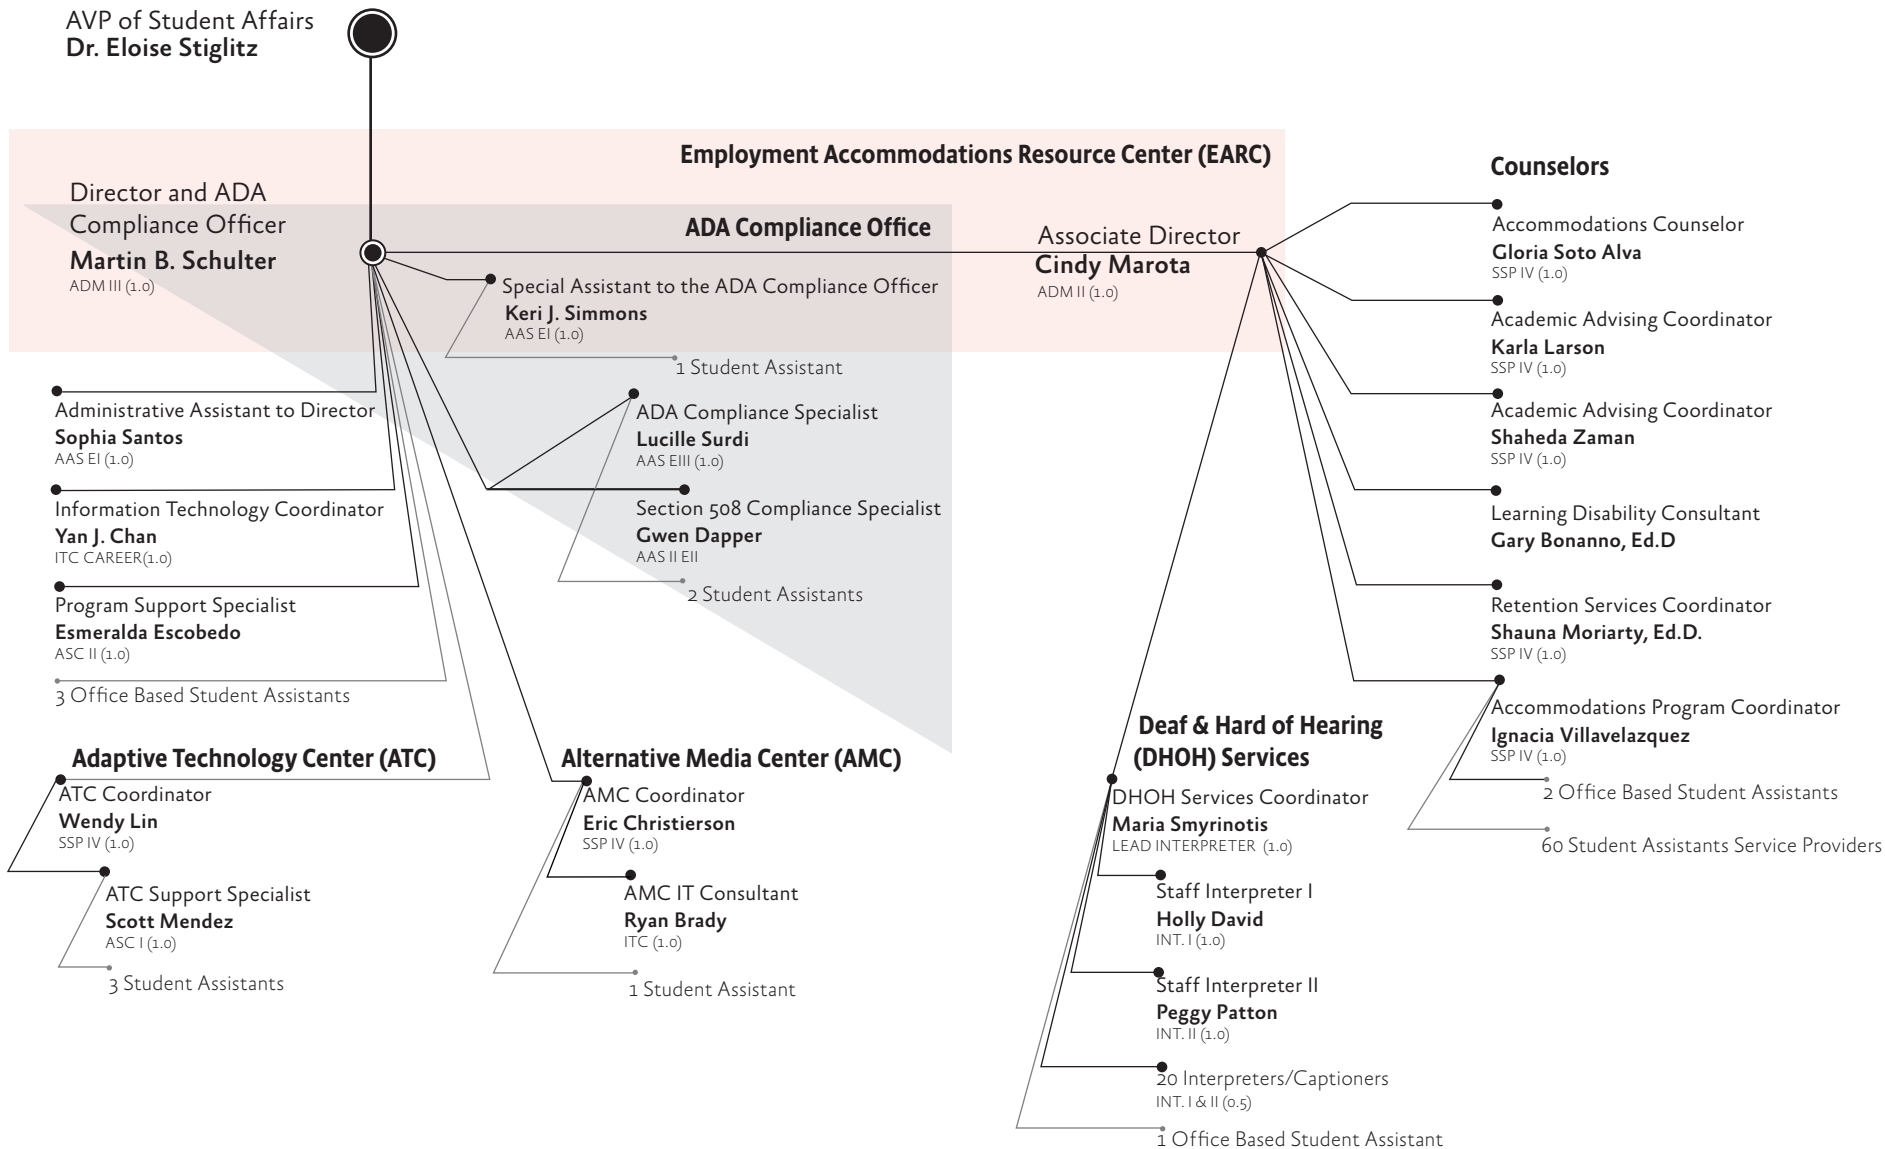 AVP of Student Affairs
Dr. Eloise Stiglitz
Employment Accommodations Resource Center (EARC)
Director and ADA
Compliance Officer
Martin B. Schulter
ADM III (1.0)
ADA Compliance Office
Special Assistant to the ADA Compliance Officer
Keri J. Simmons
AAS EI (1.0)
1 Student Assistant
Associate Director
Cindy Marota
ADM II (1.0)
Administrative Assistant to Director
Sophia Santos
AAS EI (1.0)
Information Technology Coordinator
Yan J. Chan
ITC CAREER(1.0)
Program Support Specialist
Esmeralda Escobedo
ASC II (1.0)
3 Office Based Student Assistants
ADA Compliance Specialist
Lucille Surdi
AAS EIII (1.0)
Section 508 Compliance Specialist
Gwen Dapper
AAS II EII
2 Student Assistants
Adaptive Technology Center (ATC)
ATC Coordinator
Wendy Lin
SSP IV (1.0)
ATC Support Specialist
Scott Mendez
ASC I (1.0)
3 Student Assistants
Alternative Media Center (AMC)
AMC Coordinator
Eric Christierson
SSP IV (1.0)
AMC IT Consultant
Ryan Brady
ITC (1.0)
1 Student Assistant
Deaf & Hard of Hearing
(DHOH) Services
DHOH Services Coordinator
Maria Smyrinotis
LEAD INTERPRETER (1.0)
Staff Interpreter I
Holly David
INT. I (1.0)
Staff Interpreter II
Peggy Patton
INT. II (1.0)
20 Interpreters/Captioners
INT. I & II (0.5)
1 Office Based Student Assistant
Counselors
Accommodations Counselor
Gloria Soto Alva
SSP IV (1.0)
Academic Advising Coordinator
Karla Larson
SSP IV (1.0)
Academic Advising Coordinator
Shaheda Zaman
SSP IV (1.0)
Learning Disability Consultant
Gary Bonanno, Ed.D
Retention Services Coordinator
Shauna Moriarty, Ed.D.
SSP IV (1.0)
Accommodations Program Coordinator
Ignacia Villavelazquez
SSP IV (1.0)
2 Office Based Student Assistants
60 Student Assistants Service Providers